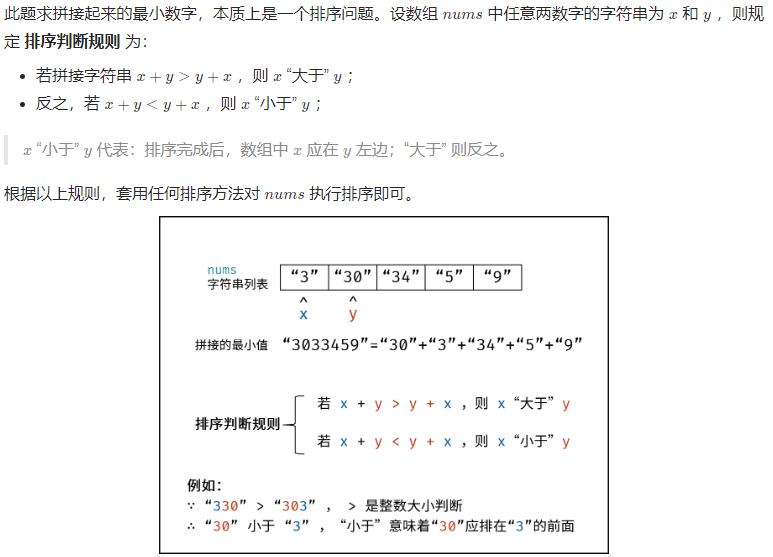 此题求拼接起来的最小数字，本质上是一个排序问题。设数组 nums 中任意两数字的字符串为 x 和 y ，则规
定 排序判断规则 为：
• 若拼接字符串 x + y > y + x ，则 x “大于” y ；
• 反之，若 x + y < y + x ，则 x “小于” y ；
x “小于” y 代表：排序完成后，数组中 x 应在 y 左边；“大于” 则反之。
根据以上规则，套用任何排序方法对 nums 执行排序即可。
nums
字符串列表 “3” “30” “34” “5” “9”
^ ^
x y
拼接的最小值 “3033459”=“30”+“3”+“34”+“5”+“9”
若 x + y > y + x ，则 x “大于” y
排序判断规则
若 x + y < y + x ，则 x “小于” y
例如：
∵ “330” > “303” ， > 是整数大小判断
∴ “30” 小于 “3” ，“小于”意味着“30”应排在“3”的前面